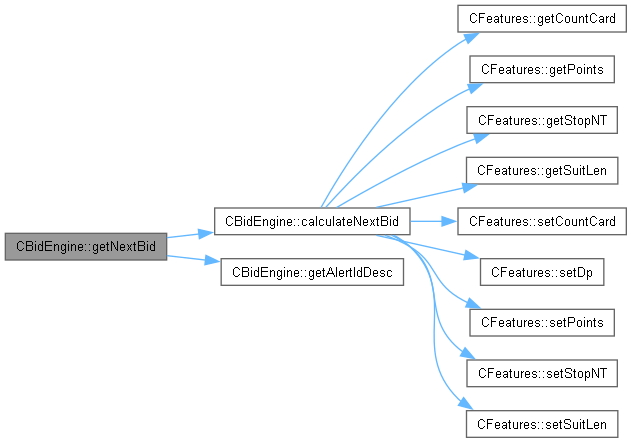 CBidEngine::getNextBid
CBidEngine::calculateNextBid
CBidEngine::getAlertIdDesc
CFeatures::getCountCard
CFeatures::getPoints
CFeatures::getStopNT
CFeatures::getSuitLen
CFeatures::setCountCard
CFeatures::setDp
CFeatures::setPoints
CFeatures::setStopNT
CFeatures::setSuitLen